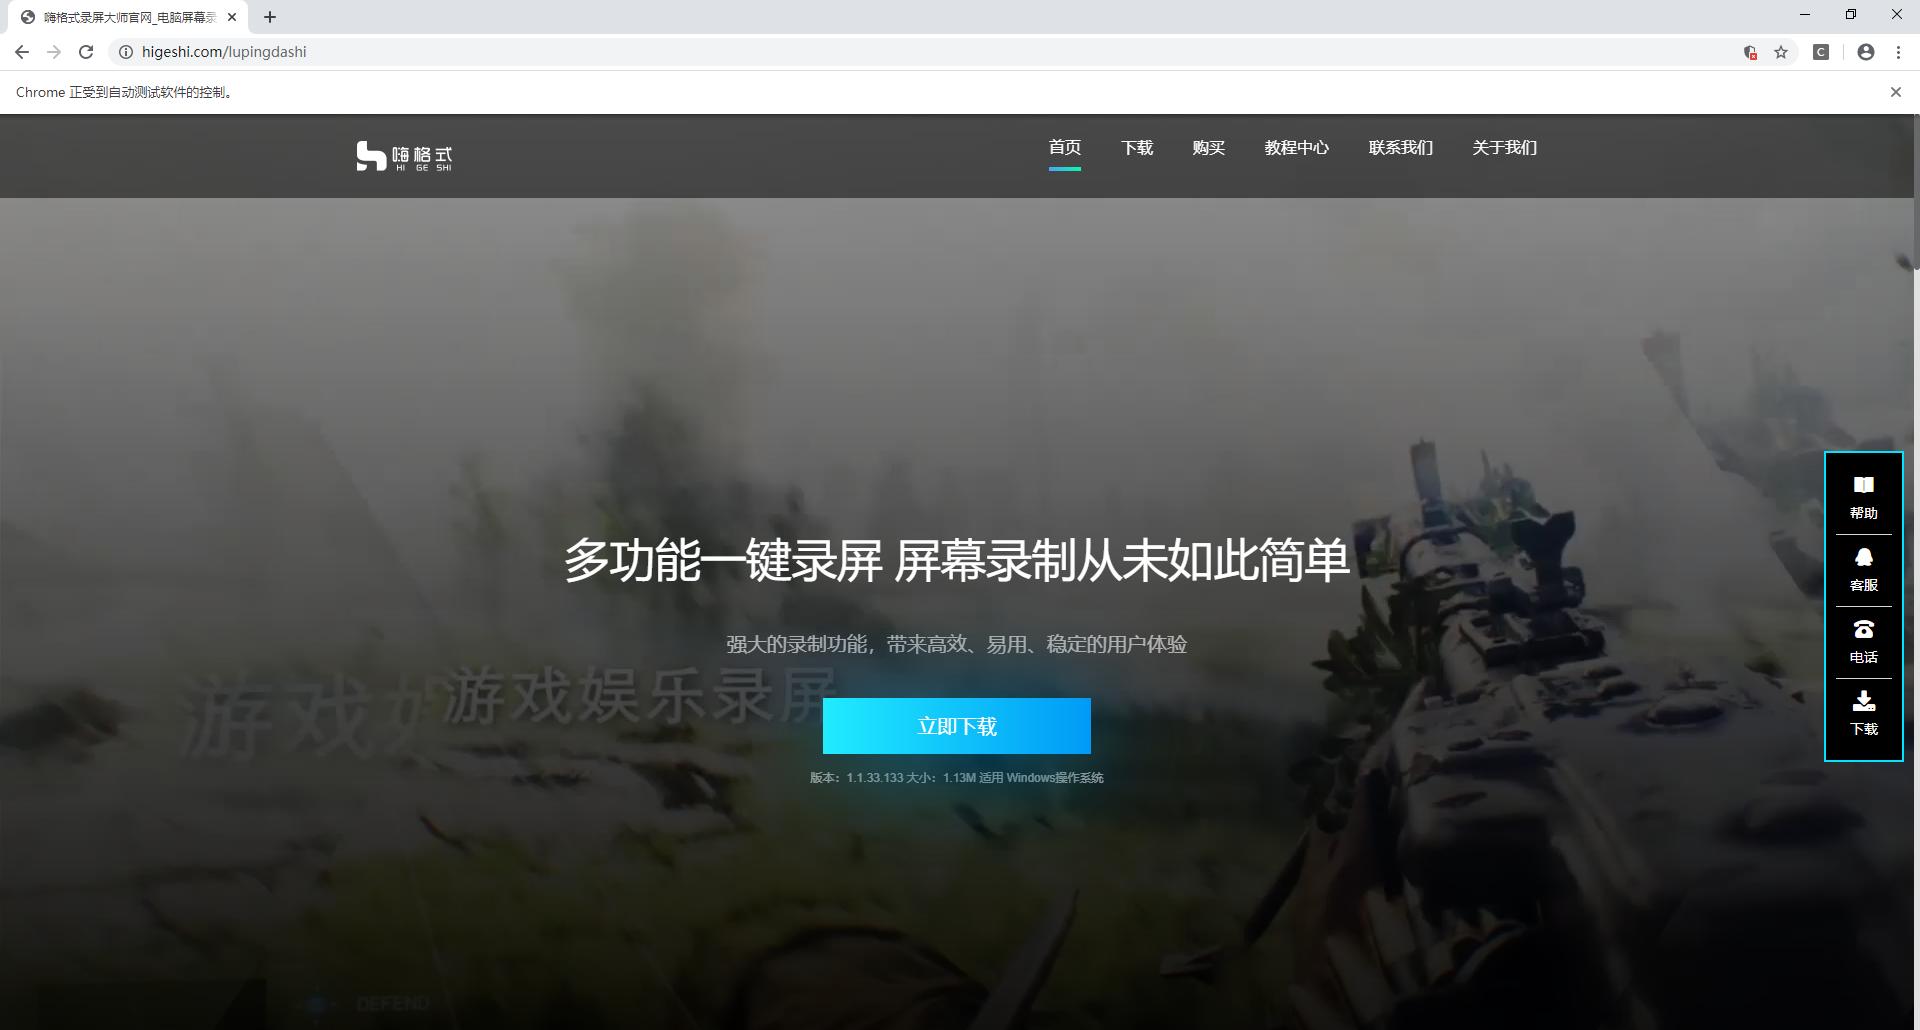 嗨格式录屏大师官网_电脑屏幕录
higeshi.com/lupingdashi
Chrome 正受到自动测试软件的控制。
嗨格式
HI GE SHI
首页 下载 购买 教程中心 联系我们 关于我们
多功能一键录屏 屏幕录制从未如此简单
强大的录制功能，带来高效、易用、稳定的用户体验
游戏娱
游戏娱乐录屏
立即下载
版本：1.1.33.133 大小：1.13M 适用 Windows操作系统
帮助
客服
电话
下载
DEFEND